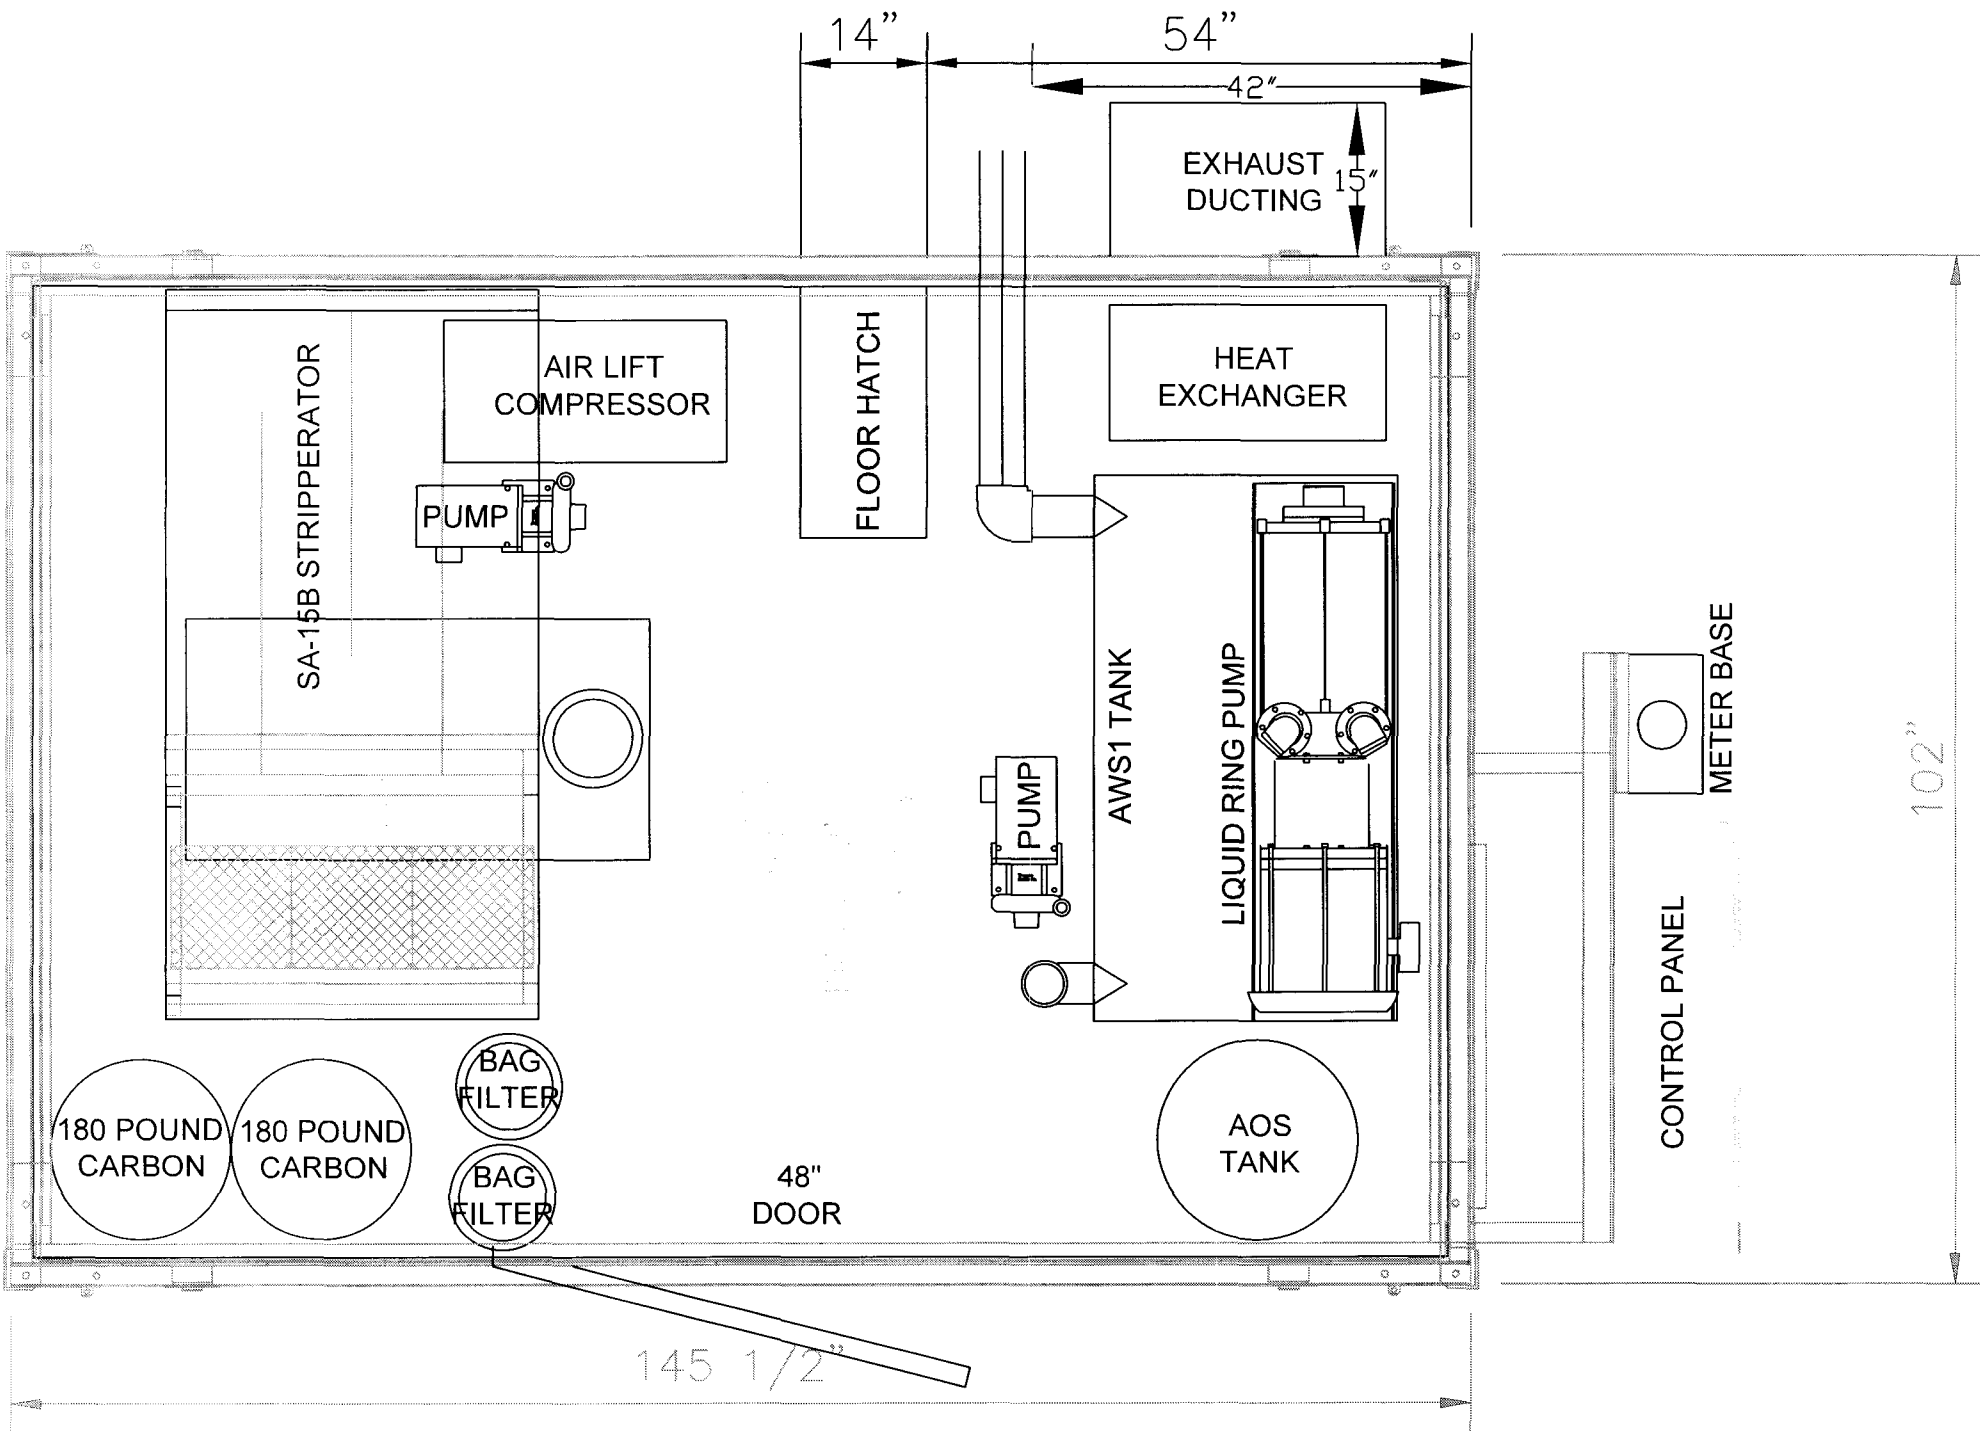 14”
54”
42"
EXHAUST
DUCTING
15"
SA-15B STRIPPERATOR
AIR LIFT
COMPRESSOR
FLOOR HATCH
HEAT
EXCHANGER
PUMP
AWS1 TANK
LIQUID RING PUMP
METER BASE
102”
PUMP
CONTROL PANEL
BAG
FILTER
180 POUND
CARBON
180 POUND
CARBON
BAG
FILTER
48"
DOOR
AOS
TANK
145 1/2”